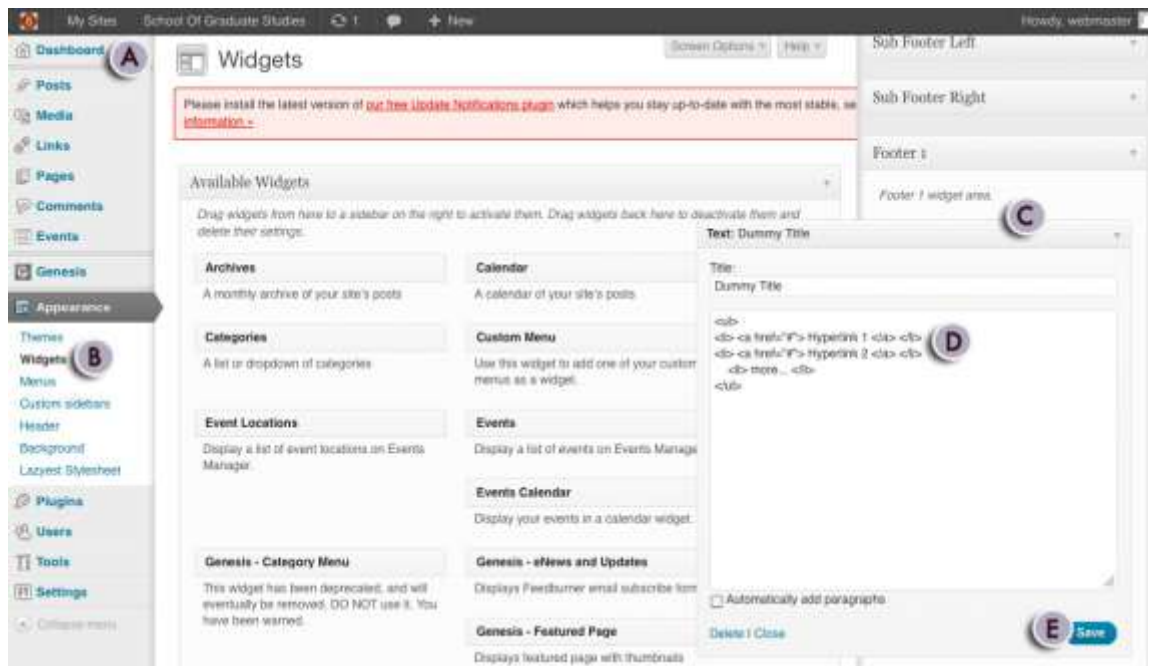 My Sites School Of Graduate Studies 1 + New Howdy, webmaster
Dashboard
A
Posts
Media
Links
Pages
Comments
Events
Genesis
Appearance
Themes
Widgets
B
Menus
Custom sidebars
Header
Background
Lazyest Stylesheet
Plugins
Users
Tools
Settings
Collapse menu
Widgets
Screen Options Help
Please install the latest version of our free Update Notifications plugin which helps you stay up-to-date with the most stable, se
information »
Available Widgets
Drag widgets from here to a sidebar on the right to activate them. Drag widgets back here to deactivate them and
delete their settings.
Archives
A monthly archive of your site's posts
Calendar
A calendar of your site's posts
Categories
A list or dropdown of categories
Custom Menu
Use this widget to add one of your custom
menus as a widget.
Event Locations
Display a list of event locations on Events
Manager.
Events
Display a list of events on Events Manage
Events Calendar
Display your events in a calendar widget.
Genesis - Category Menu
This widget has been deprecated, and will
eventually be removed. DO NOT use it. You
have been warned.
Genesis - eNews and Updates
Displays Feedburner email subscribe form
Genesis - Featured Page
Displays featured page with thumbnails
Sub Footer Left
Sub Footer Right
Footer 1
Footer 1 widget area.
C
Text: Dummy Title
Title:
Dummy Title
<ul>
<li> <a href="#"> Hyperlink 1 </a> </li>
<li> <a href="#"> Hyperlink 2 </a> </li>
<li> more... </li>
</ul>
D
Automatically add paragraphs
Delete | Close
E
Save